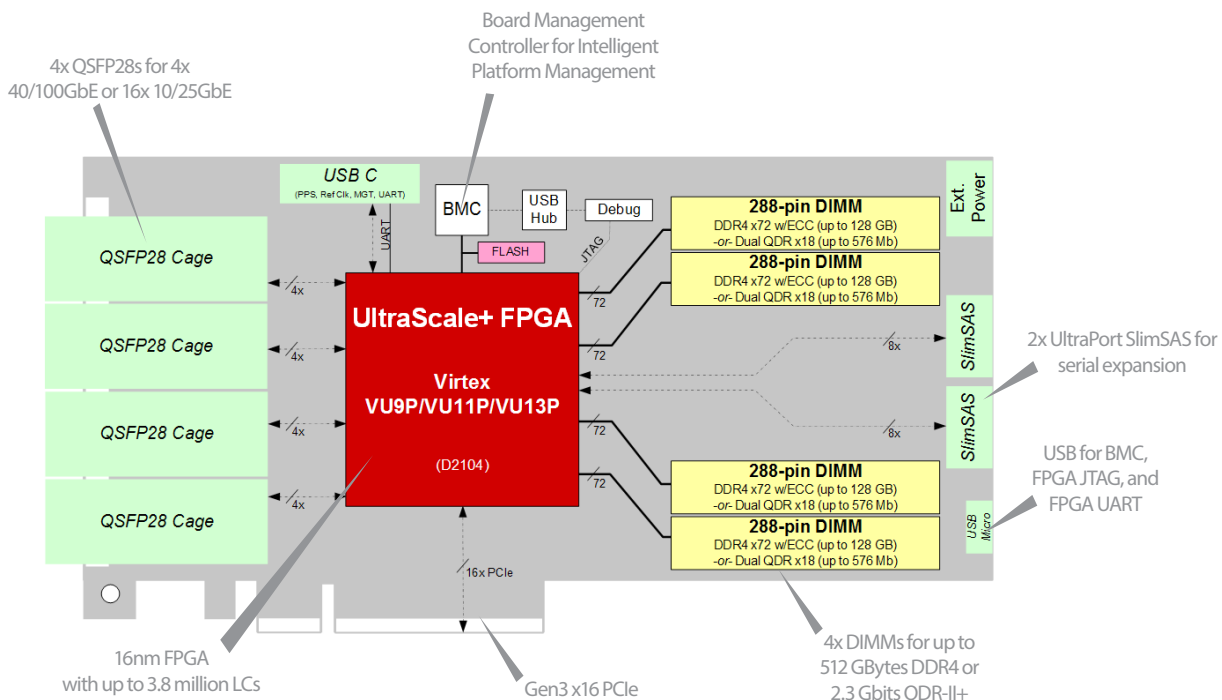 Board Management
Controller for Intelligent
Platform Management
4x QSFP28s for 4x
40/100GbE or 16x 10/25GbE
USB C
(PPS, Ref Clk, MGT, UART)
UART
BMC
USB
Hub
Debug
FLASH
JTAG
Ext.
Power
288-pin DIMM
DDR4 x72 w/ECC (up to 128 GB)
-or- Dual QDR x18 (up to 576 Mb)
288-pin DIMM
DDR4 x72 w/ECC (up to 128 GB)
-or- Dual QDR x18 (up to 576 Mb)
QSFP28 Cage
QSFP28 Cage
QSFP28 Cage
QSFP28 Cage
4x
4x
4x
4x
UltraScale+ FPGA
Virtex
VU9P/VU11P/VU13P
(D2104)
72
72
72
72
8x
8x
SlimSAS
SlimSAS
2x UltraPort SlimSAS for
serial expansion
USB
Micro
USB for BMC,
FPGA JTAG, and
FPGA UART
288-pin DIMM
DDR4 x72 w/ECC (up to 128 GB)
-or- Dual QDR x18 (up to 576 Mb)
288-pin DIMM
DDR4 x72 w/ECC (up to 128 GB)
-or- Dual QDR x18 (up to 576 Mb)
16x PCIe
16nm FPGA
with up to 3.8 million LCs
Gen3 x16 PCIe
4x DIMMs for up to
512 GBytes DDR4 or
2.3 Gbits QDR-II+